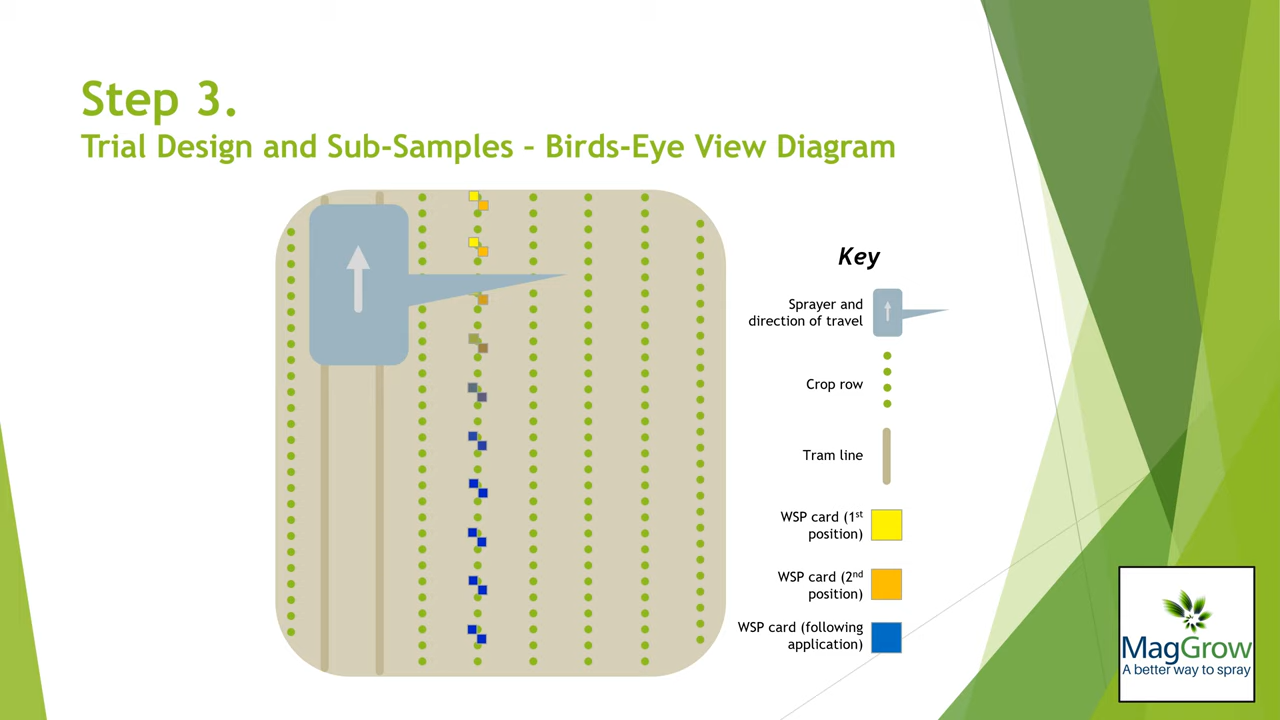 Step 3.
Trial Design and Sub-Samples – Birds-Eye View Diagram
Key
Sprayer and
direction of travel
Crop row
Tram line
WSP card (1st
position)
WSP card (2nd
position)
WSP card (following
application)
MagGrow
A better way to spray